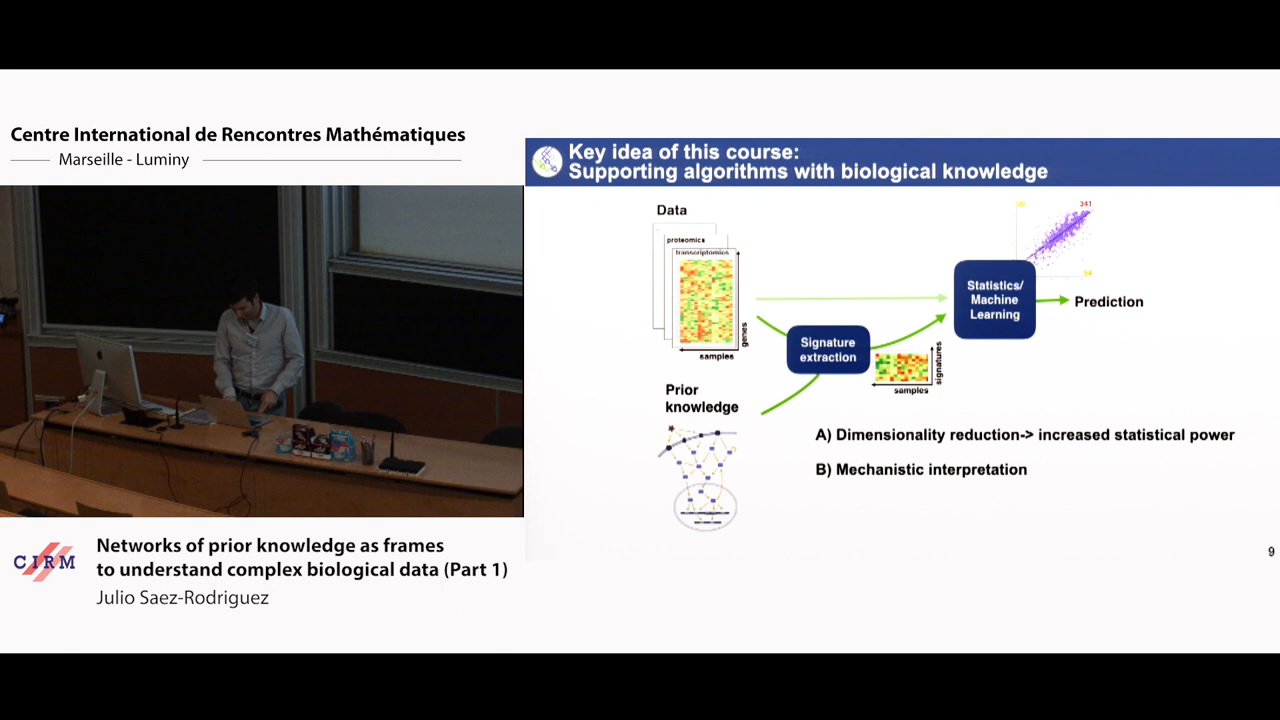 Centre International de Rencontres Mathématiques
Marseille - Luminy
Key idea of this course:
Supporting algorithms with biological knowledge
Data
proteomics
transcriptomics
genes
samples
Prior
knowledge
Signature
extraction
signatures
samples
241
Statistics/
Machine
Learning
Prediction
A) Dimensionality reduction-> increased statistical power
B) Mechanistic interpretation
9
CIRM
Networks of prior knowledge as frames
to understand complex biological data (Part 1)
Julio Saez-Rodriguez